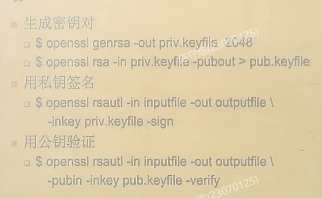 生成密钥对
$ openssl genrsa -out priv.keyfile 2048
$ openssl rsa -in priv.keyfile -pubout > pub.keyfile
用私钥签名
$ openssl rsautl -in inputfile -out outputfile \
-inkey priv.keyfile -sign
用公钥验证
$ openssl rsautl -in inputfile -out outputfile \
-pubin -inkey pub.keyfile -verify
(23070125)